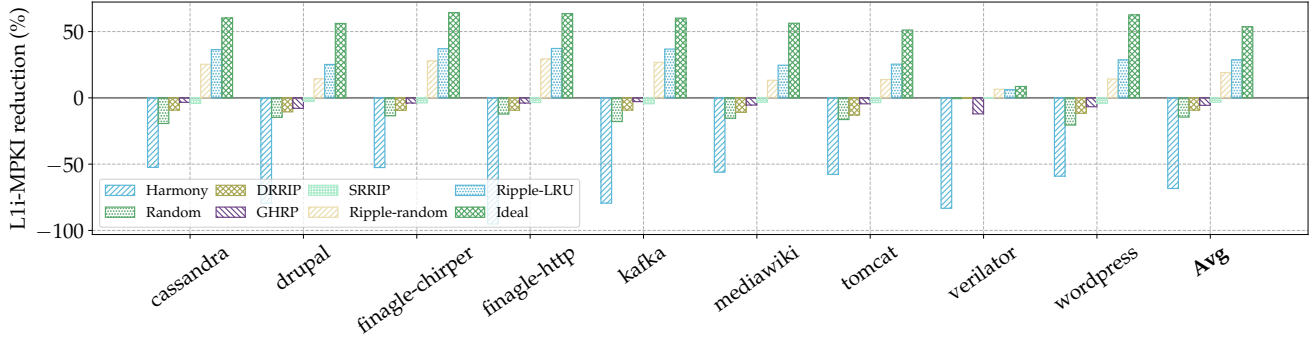 L1i-MPKI reduction (%)
50
0
−50
−100
Harmony DRRIP SRRIP Ripple-LRU
Random GHRP Ripple-random Ideal
cassandra drupal finagle-chirper finagle-http kafka mediawiki tomcat verilator wordpress Avg